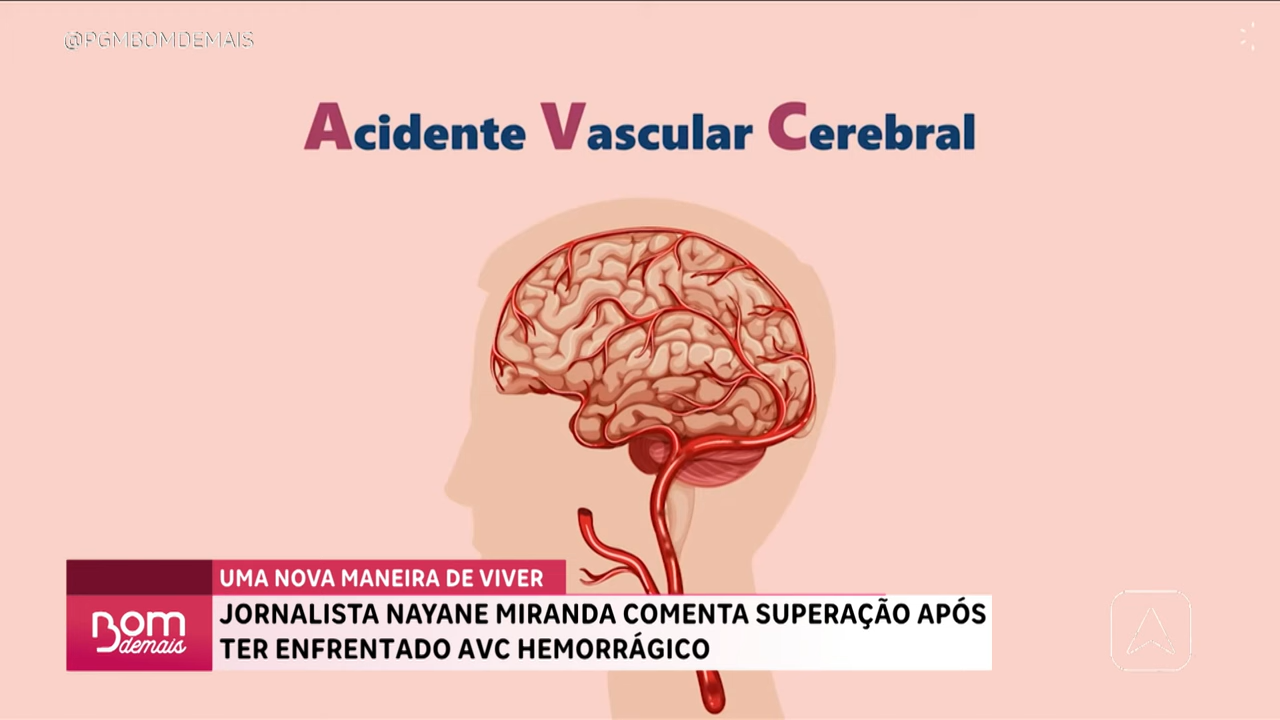 @PGMBOMDEMAIS
Acidente Vascular Cerebral
UMA NOVA MANEIRA DE VIVER
BOM
demais
JORNALISTA NAYANE MIRANDA COMENTA SUPERAÇÃO APÓS
TER ENFRENTADO AVC HEMORRÁGICO